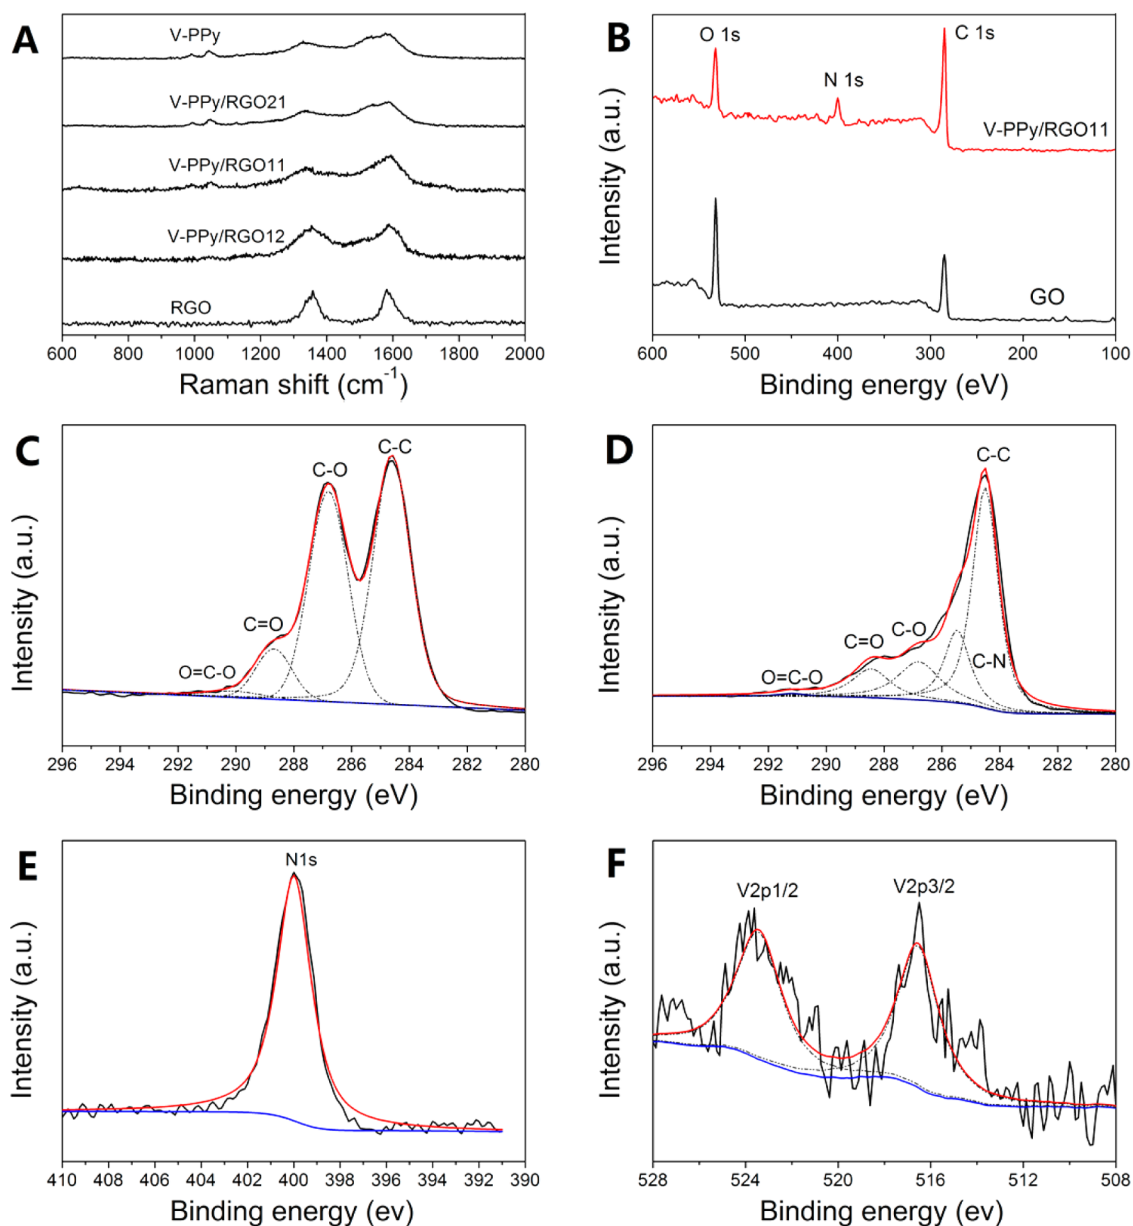 A
V-PPy
V-PPy/RGO21
V-PPy/RGO11
V-PPy/RGO12
RGO
600 800 1000 1200 1400 1600 1800 2000
Raman shift (cm⁻¹)
B
O 1s
N 1s
C 1s
V-PPy/RGO11
GO
Intensity (a.u.)
600 500 400 300 200 100
Binding energy (eV)
C
C-C
C-O
C=O
O=C-O
Intensity (a.u.)
296 294 292 290 288 286 284 282 280
Binding energy (eV)
D
C-C
C-O
C=O
C-N
O=C-O
Intensity (a.u.)
296 294 292 290 288 286 284 282 280
Binding energy (eV)
E
N1s
Intensity (a.u.)
410 408 406 404 402 400 398 396 394 392 390
Binding energy (ev)
F
V2p1/2
V2p3/2
Intensity (a.u.)
528 524 520 516 512 508
Binding energy (ev)